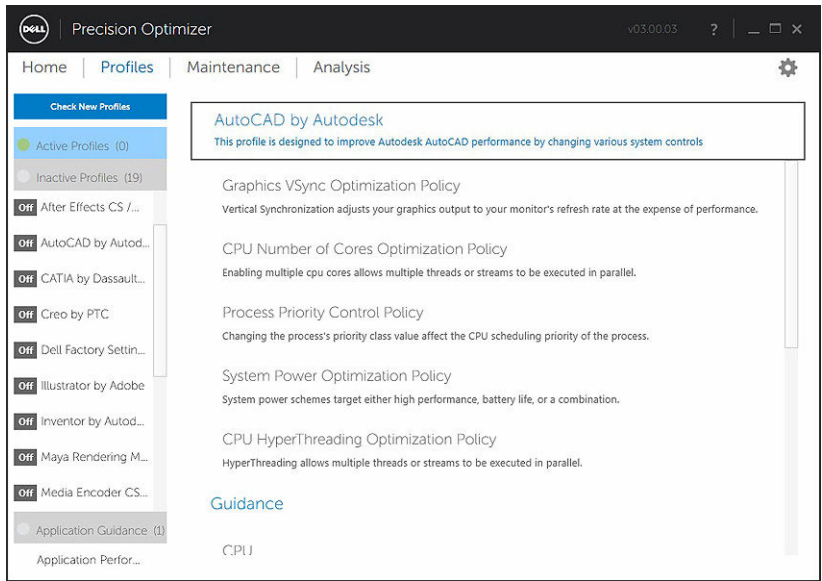 DELL Precision Optimizer v03.00.03 ?
Home Profiles Maintenance Analysis
Check New Profiles
Active Profiles (0)
Inactive Profiles (19)
Off After Effects CS /...
Off AutoCAD by Autod...
Off CATIA by Dassault...
Off Creo by PTC
Off Dell Factory Settin...
Off Illustrator by Adobe
Off Inventor by Autod...
Off Maya Rendering M...
Off Media Encoder CS...
Application Guidance (1)
Application Perfor...
AutoCAD by Autodesk
This profile is designed to improve Autodesk AutoCAD performance by changing various system controls
Graphics VSync Optimization Policy
Vertical Synchronization adjusts your graphics output to your monitor's refresh rate at the expense of performance.
CPU Number of Cores Optimization Policy
Enabling multiple cpu cores allows multiple threads or streams to be executed in parallel.
Process Priority Control Policy
Changing the process's priority class value affect the CPU scheduling priority of the process.
System Power Optimization Policy
System power schemes target either high performance, battery life, or a combination.
CPU HyperThreading Optimization Policy
HyperThreading allows multiple threads or streams to be executed in parallel.
Guidance
CPU